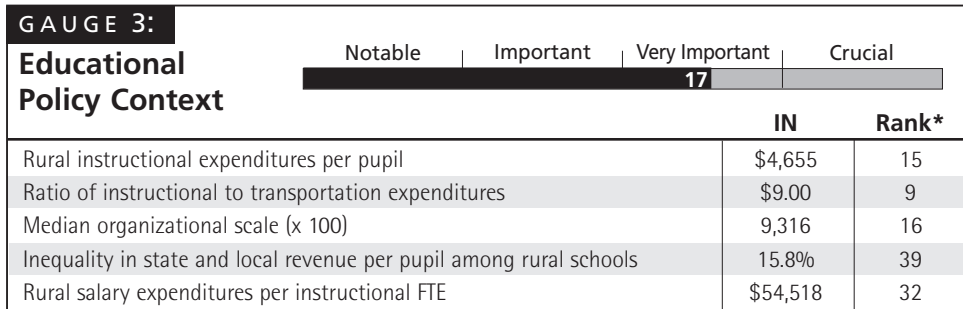 GAUGE 3:
Educational
Policy Context
Notable Important Very Important Crucial
17
IN Rank*
Rural instructional expenditures per pupil $4,655 15
Ratio of instructional to transportation expenditures $9.00 9
Median organizational scale (x 100) 9,316 16
Inequality in state and local revenue per pupil among rural schools 15.8% 39
Rural salary expenditures per instructional FTE $54,518 32